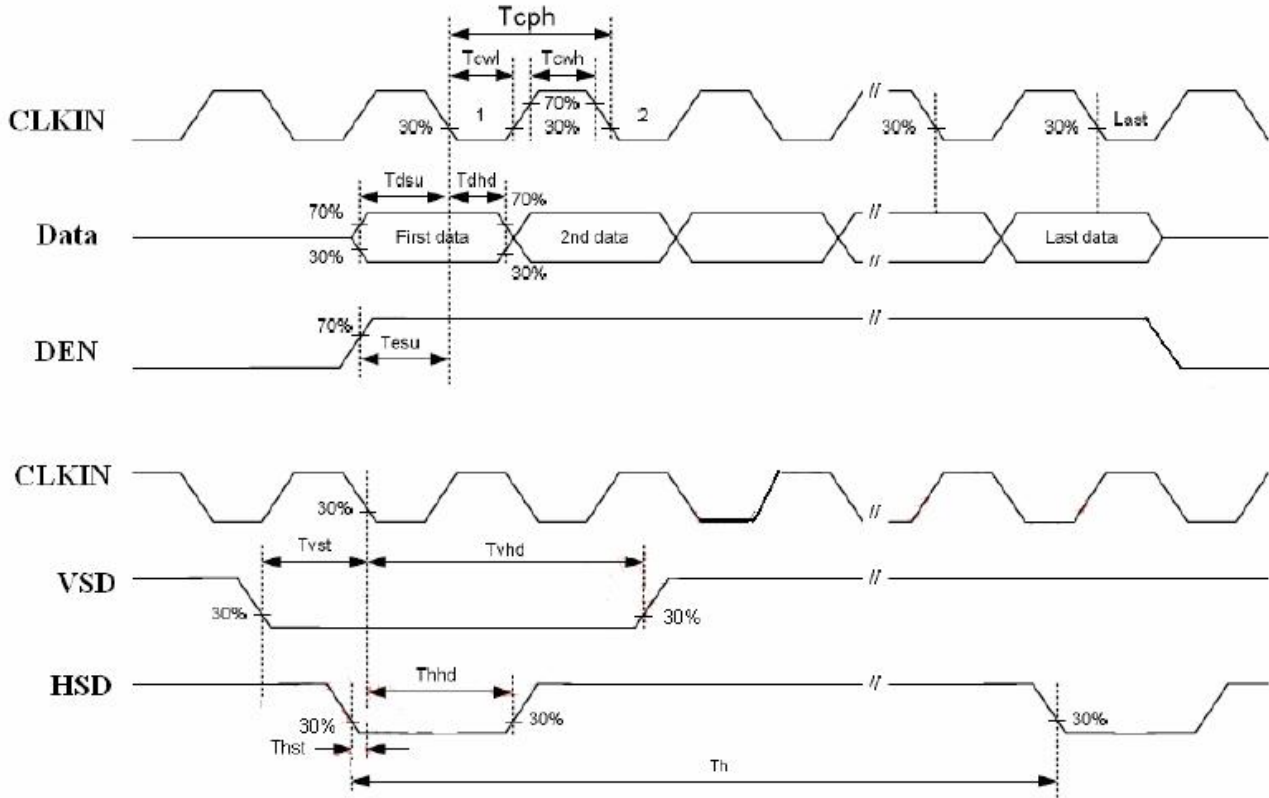 Tcph
Tcwl Tcwh
CLKIN 30% 1 70% 30% 2 // 30% 30% Last
Tdsu Tdhd
70% 70%
Data First data 2nd data // Last data
30% 30% //
70% //
DEN Tesu
CLKIN 30% //
Tvst Tvhd
VSD 30% 30% //
HSD Thhd //
30% 30% 30%
Thst
Th